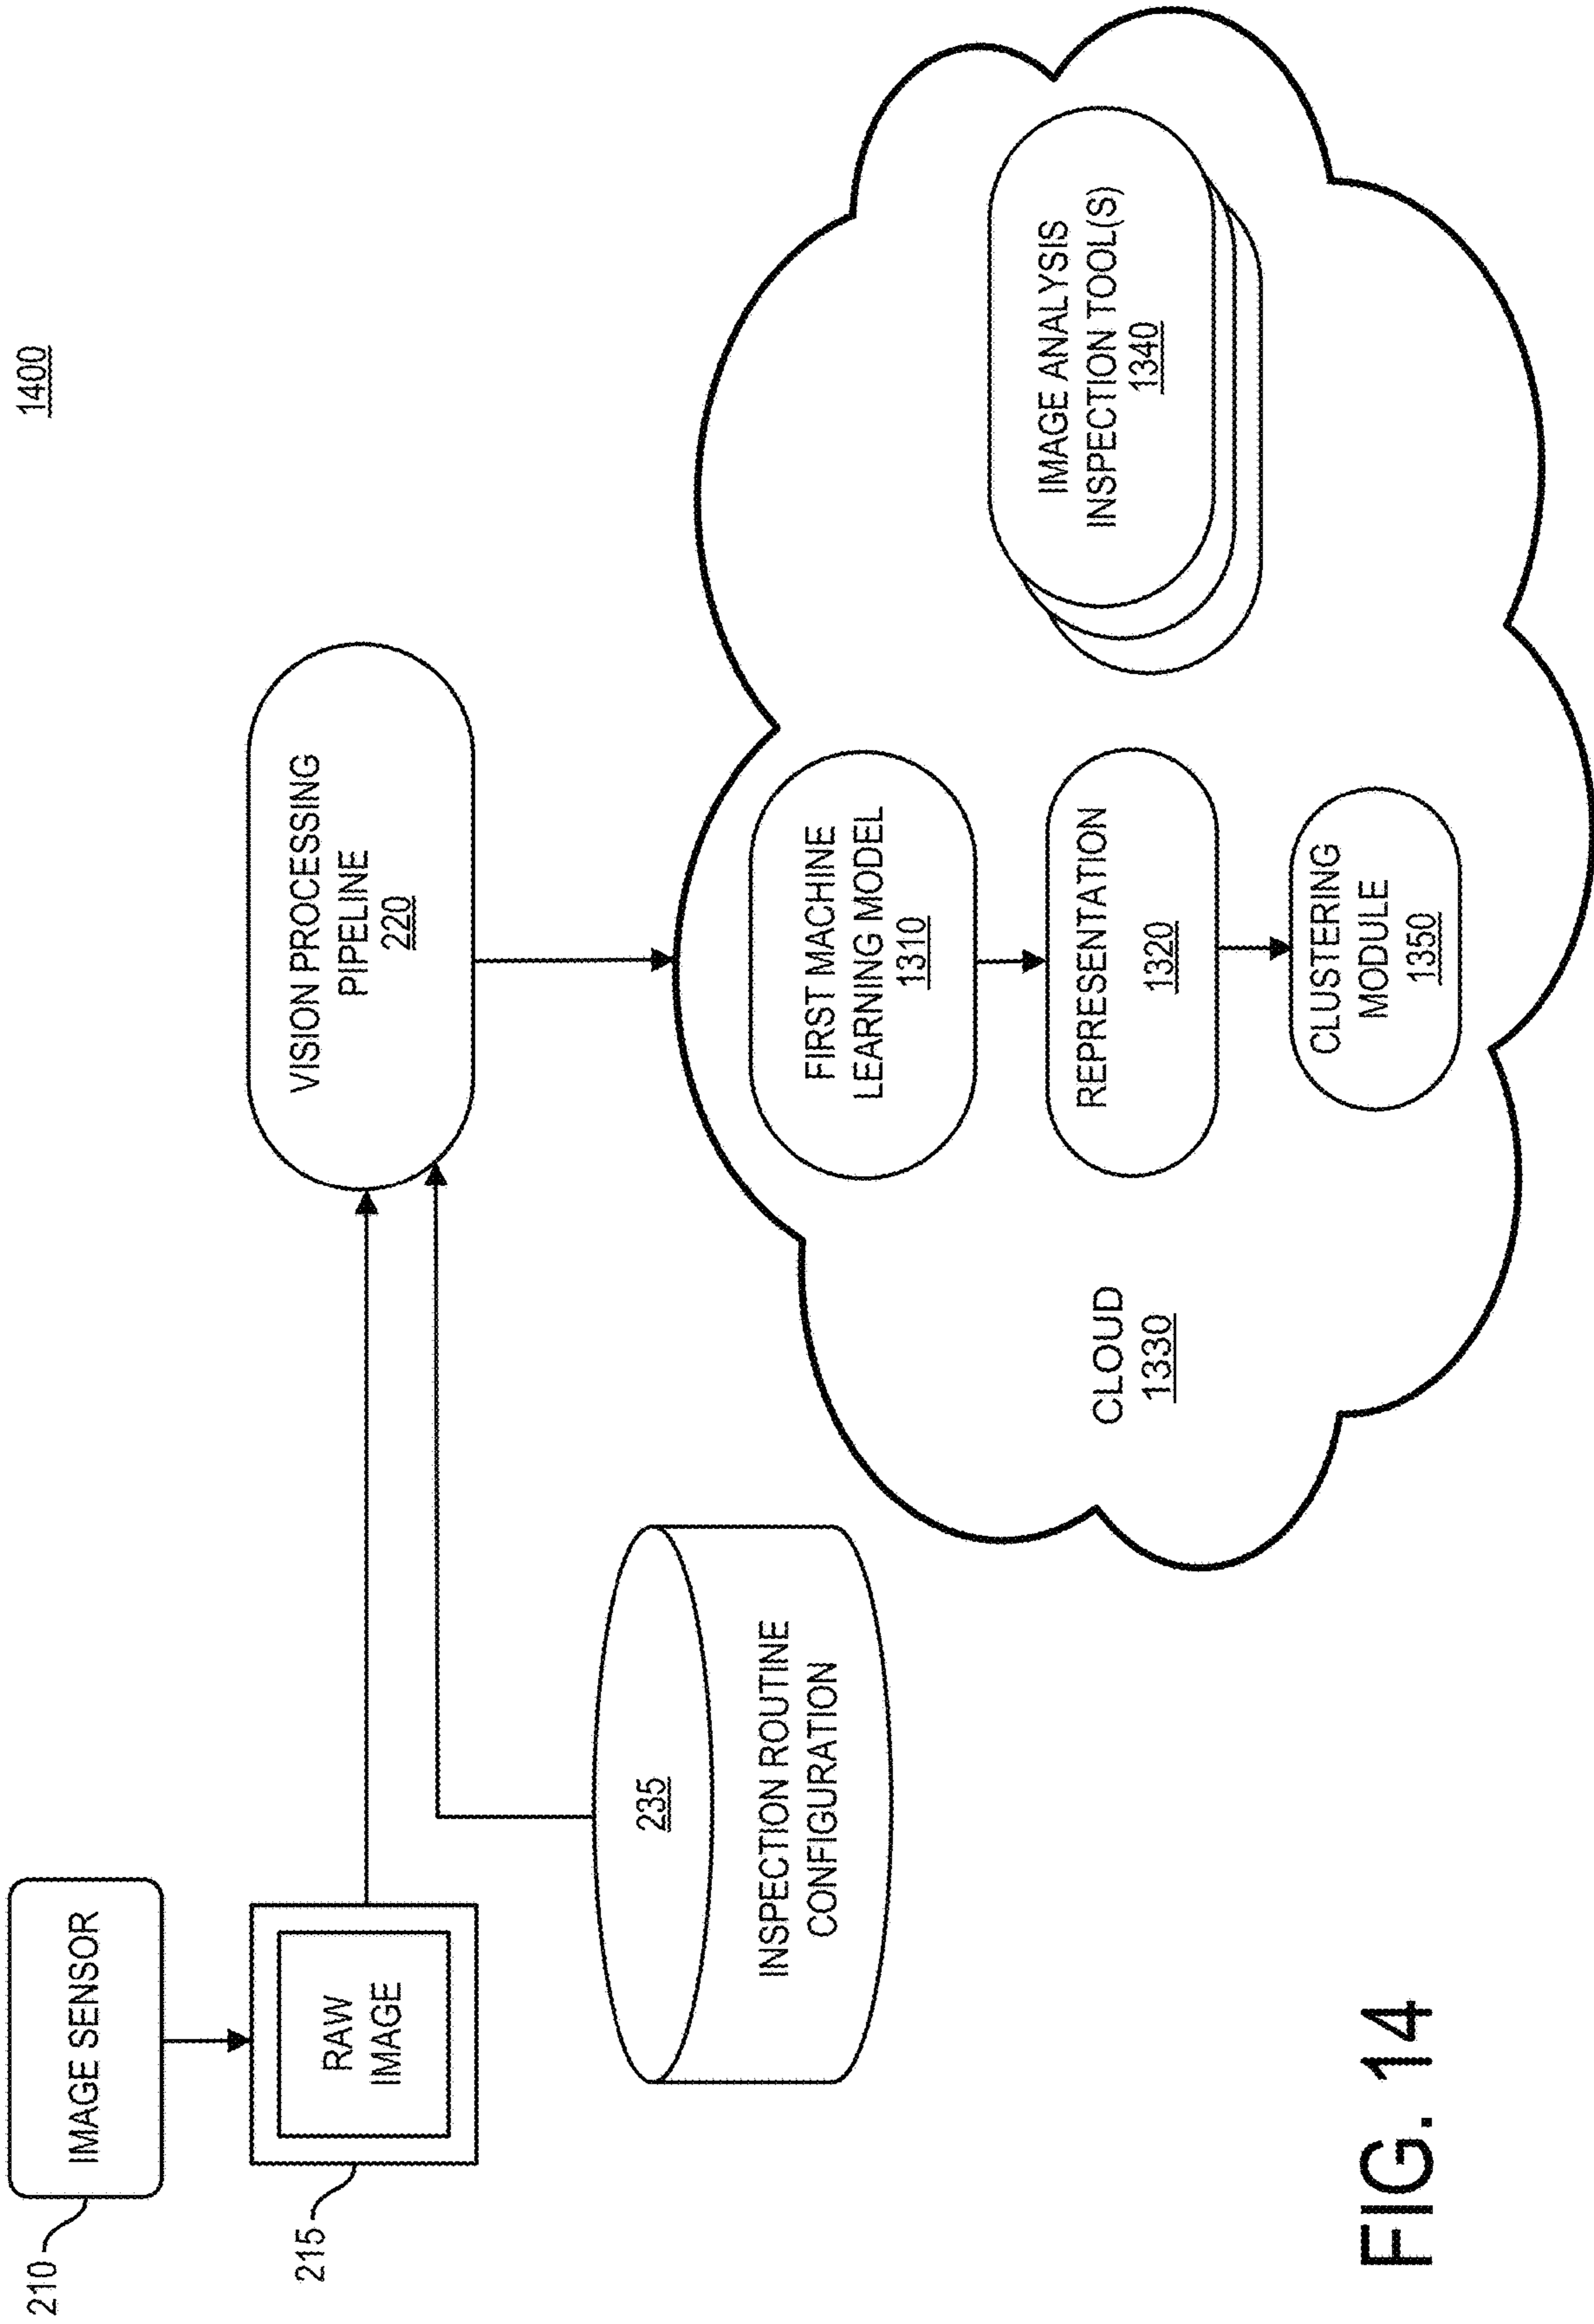 1400
210
IMAGE SENSOR
215
RAW
IMAGE
VISION PROCESSING
PIPELINE
220
235
INSPECTION ROUTINE
CONFIGURATION
FIRST MACHINE
LEARNING MODEL
1310
REPRESENTATION
1320
CLUSTERING
MODULE
1350
CLOUD
1330
IMAGE ANALYSIS
INSPECTION TOOL(S)
1340
FIG. 14